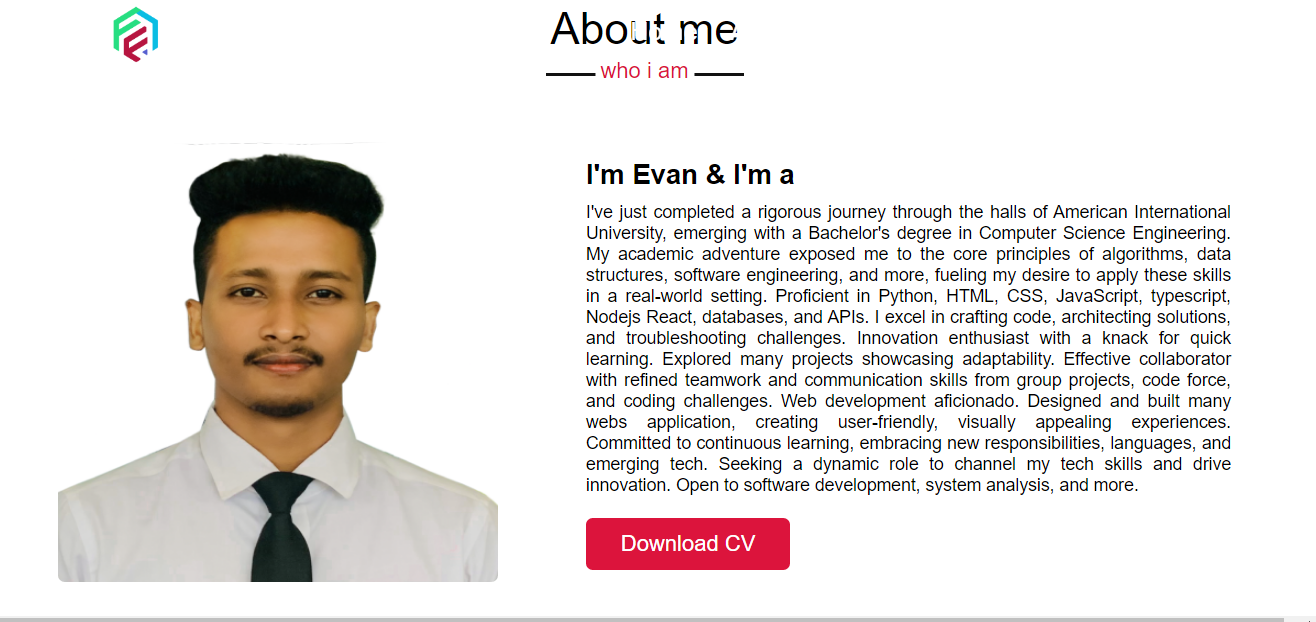 About me
who i am
I'm Evan & I'm a
I've just completed a rigorous journey through the halls of American International
University, emerging with a Bachelor's degree in Computer Science Engineering.
My academic adventure exposed me to the core principles of algorithms, data
structures, software engineering, and more, fueling my desire to apply these skills
in a real-world setting. Proficient in Python, HTML, CSS, JavaScript, typescript,
Nodejs React, databases, and APIs. I excel in crafting code, architecting solutions,
and troubleshooting challenges. Innovation enthusiast with a knack for quick
learning. Explored many projects showcasing adaptability. Effective collaborator
with refined teamwork and communication skills from group projects, code force,
and coding challenges. Web development aficionado. Designed and built many
webs application, creating user-friendly, visually appealing experiences.
Committed to continuous learning, embracing new responsibilities, languages, and
emerging tech. Seeking a dynamic role to channel my tech skills and drive
innovation. Open to software development, system analysis, and more.
Download CV